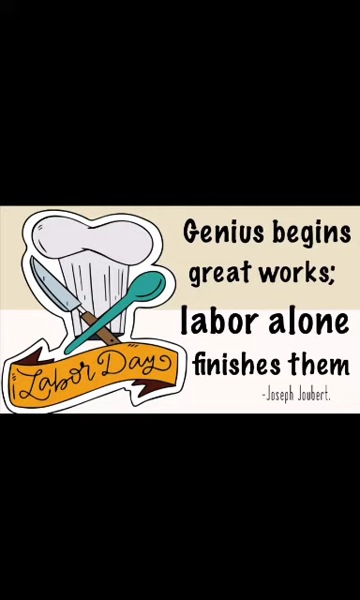 Genius begins
great works;
labor alone
finishes them
-Joseph Joubert.
Labor Day